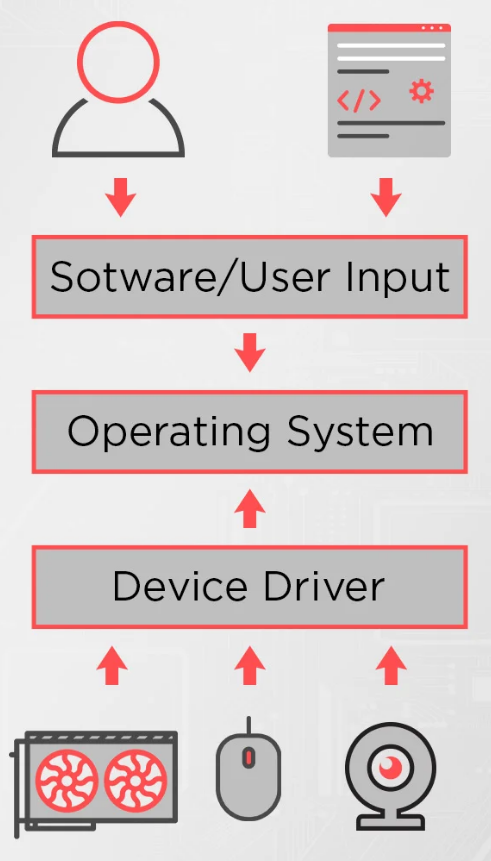 </>
Sotware/User Input
Operating System
Device Driver